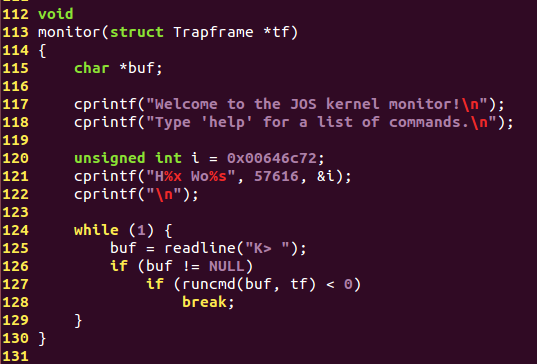 112 void
113 monitor(struct Trapframe *tf)
114 {
115     char *buf;
116
117     cprintf("Welcome to the JOS kernel monitor!\n");
118     cprintf("Type 'help' for a list of commands.\n");
119
120     unsigned int i = 0x00646c72;
121     cprintf("H%x Wo%s", 57616, &i);
122     cprintf("\n");
123
124     while (1) {
125         buf = readline("K> ");
126         if (buf != NULL)
127             if (runcmd(buf, tf) < 0)
128                 break;
129     }
130 }
131